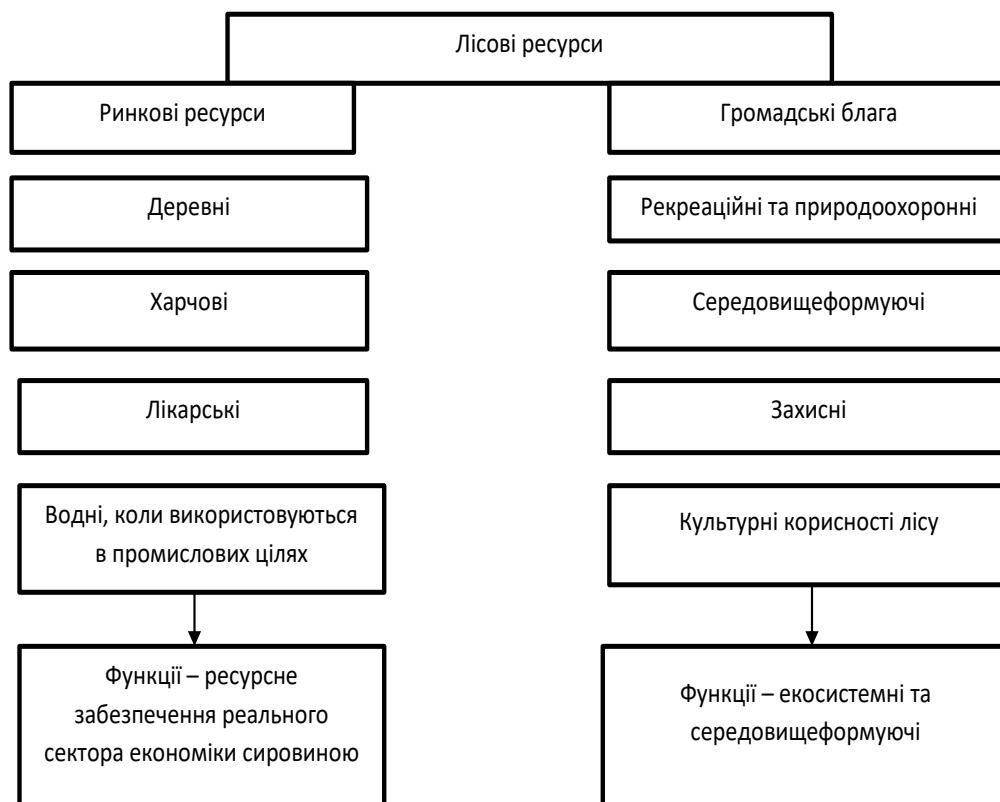 Лісові ресурси
Ринкові ресурси
Громадські блага
Деревні
Рекреаційні та природоохоронні
Харчові
Середовищеформуючі
Лікарські
Захисні
Водні, коли використовуються
в промислових цілях
Культурні корисності лісу
Функції – ресурсне
забезпечення реального
сектора економіки сировиною
Функції – екосистемні та
середовищеформуючі